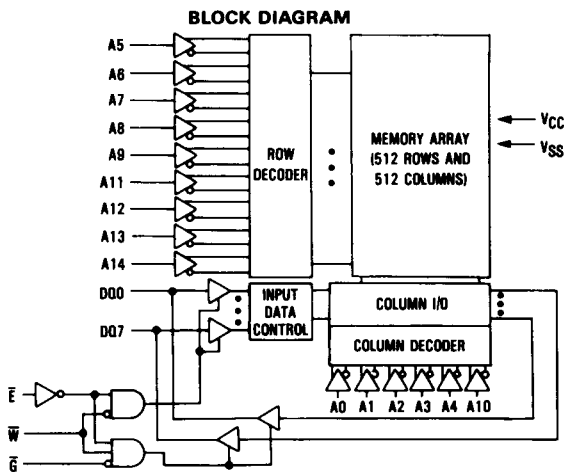 BLOCK DIAGRAM
A5
A6
A7
A8
A9
A11
A12
A13
A14
ROW
DECODER
MEMORY ARRAY
(512 ROWS AND
512 COLUMNS)
VCC
VSS
DQ0
DQ7
INPUT
DATA
CONTROL
COLUMN I/O
COLUMN DECODER
A0 A1 A2 A3 A4 A10
E̅
W̅
G̅